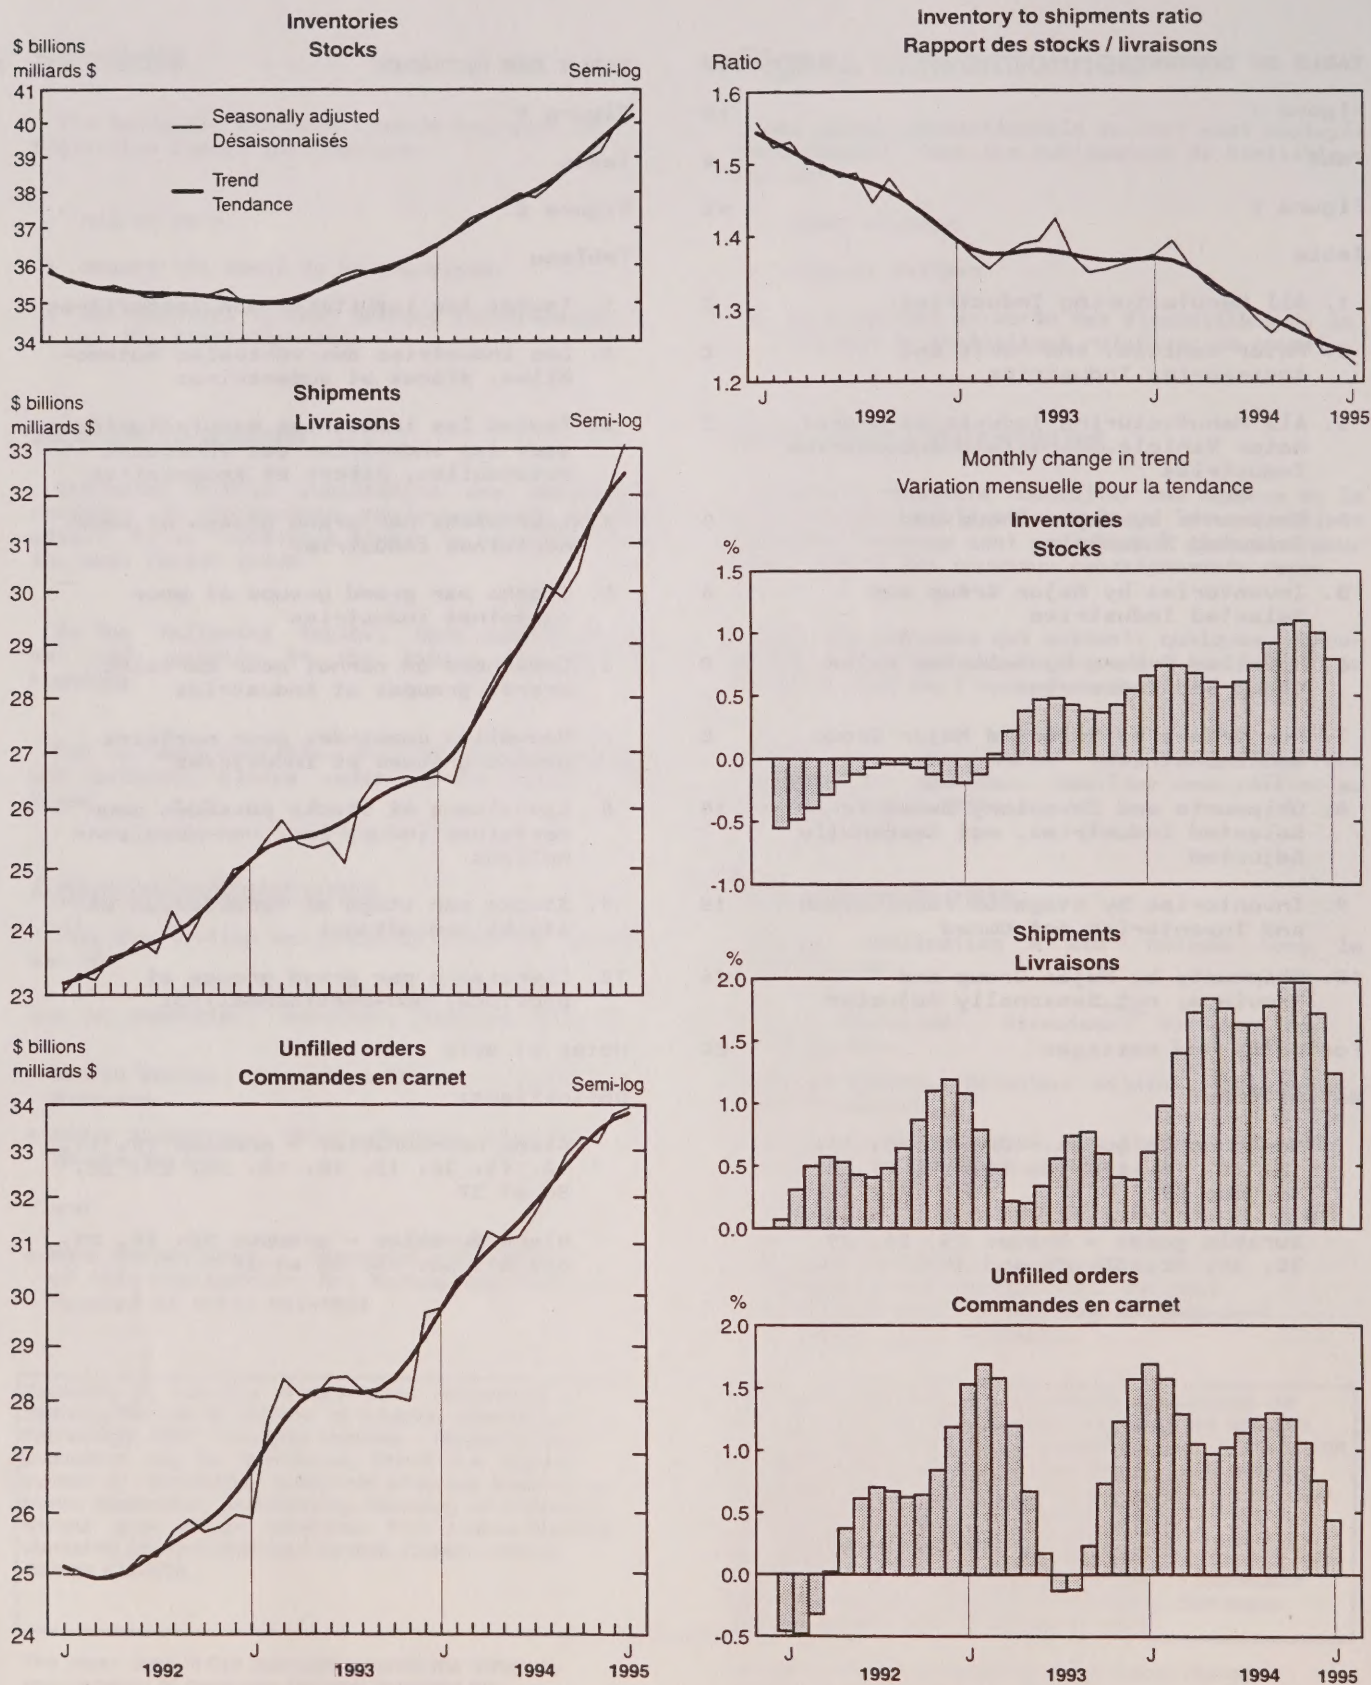 Inventories
Stocks
$ billions
milliards $
Semi-log
41
40
39
38
37
36
35
34
Seasonally adjusted
Désaisonnalisés
Trend
Tendance
Shipments
Livraisons
$ billions
milliards $
Semi-log
33
32
31
30
29
28
27
26
25
24
23
Unfilled orders
Commandes en carnet
$ billions
milliards $
Semi-log
34
33
32
31
30
29
28
27
26
25
24
J J J J
1992 1993 1994 1995
Inventory to shipments ratio
Rapport des stocks / livraisons
Ratio
1.6
1.5
1.4
1.3
1.2
J J J J
1992 1993 1994 1995
Monthly change in trend
Variation mensuelle pour la tendance
Inventories
Stocks
%
1.5
1.0
0.5
0.0
-0.5
-1.0
Shipments
Livraisons
%
2.0
1.5
1.0
0.5
0.0
Unfilled orders
Commandes en carnet
%
2.0
1.5
1.0
0.5
0.0
-0.5
J J J J
1992 1993 1994 1995